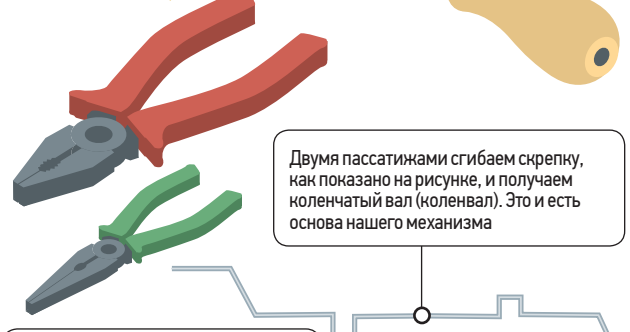 Двумя пассатижами сгибаем скрепку,
как показано на рисунке, и получаем
коленчатый вал (коленвал). Это и есть
основа нашего механизма